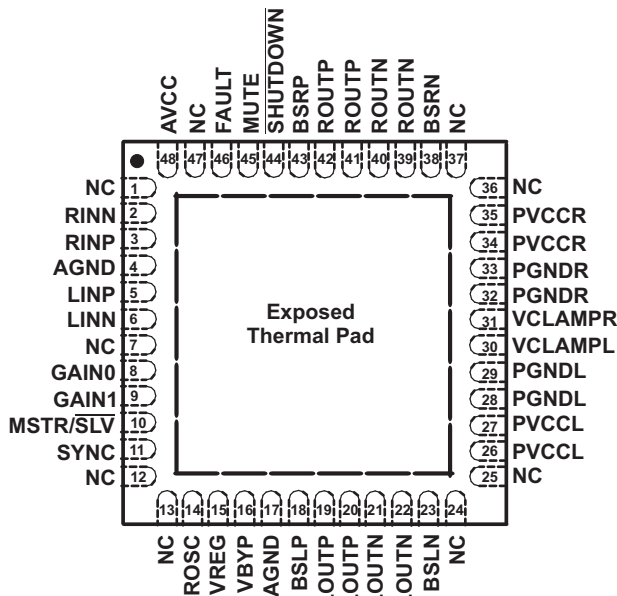 AVCC
NC
FAULT
MUTE
SHUTDOWN
BSRP
ROUTP
ROUTP
ROUTN
ROUTN
BSRN
NC
48 47 46 45 44 43 42 41 40 39 38 37
NC 1
RINN 2
RINP 3
AGND 4
LINP 5
LINN 6
NC 7
GAIN0 8
GAIN1 9
MSTR/SLV 10
SYNC 11
NC 12
Exposed
Thermal Pad
36 NC
35 PVCCR
34 PVCCR
33 PGNDR
32 PGNDR
31 VCLAMPR
30 VCLAMPL
29 PGNDL
28 PGNDL
27 PVCCL
26 PVCCL
25 NC
13 14 15 16 17 18 19 20 21 22 23 24
NC
ROSC
VREG
VBYP
AGND
BSLP
OUTP
OUTP
OUTN
OUTN
BSLN
NC